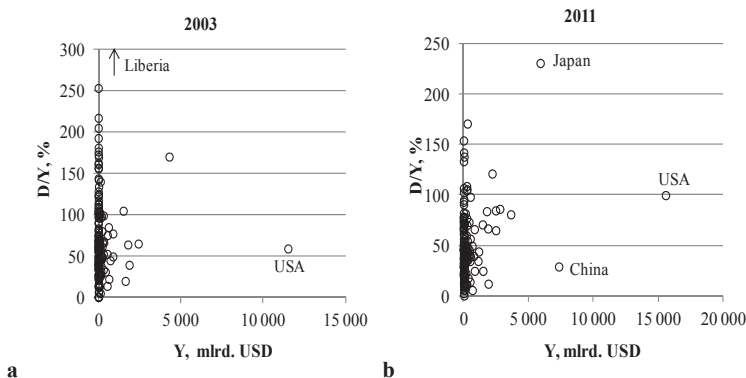 2003
300
250
200
150
100
50
0
D/Y, %
Liberia
USA
0 5 000 10 000 15 000
Y, mlrd. USD
a
2011
250
200
150
100
50
0
D/Y, %
Japan
USA
China
0 5 000 10 000 15 000 20 000
Y, mlrd. USD
b